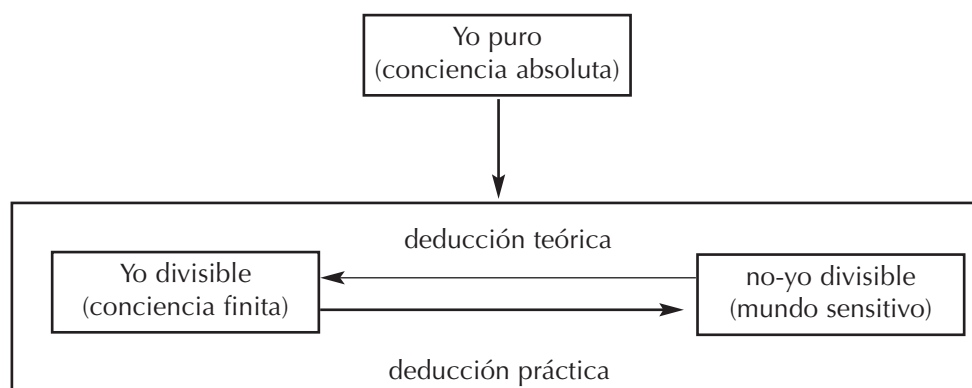 Yo puro
(conciencia absoluta)
deducción teórica
Yo divisible
(conciencia finita)
no-yo divisible
(mundo sensitivo)
deducción práctica